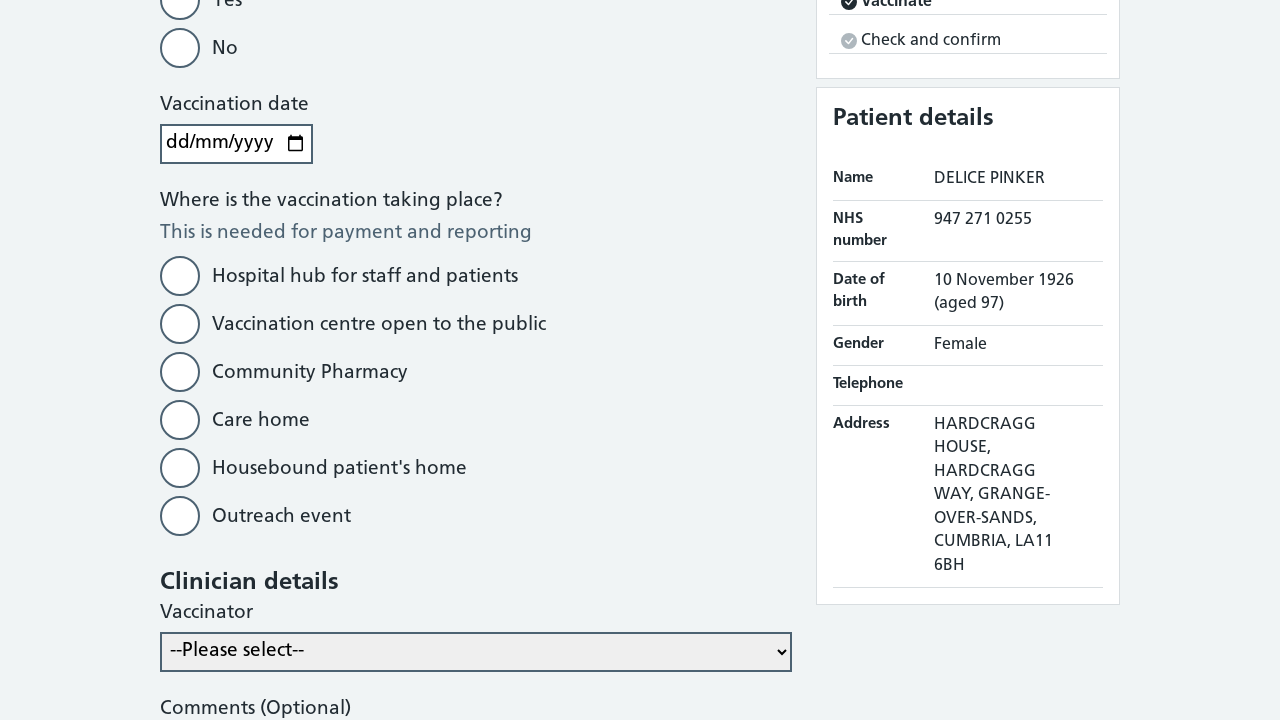 Yes
No
Vaccination date
dd/mm/yyyy
Where is the vaccination taking place?
This is needed for payment and reporting
Hospital hub for staff and patients
Vaccination centre open to the public
Community Pharmacy
Care home
Housebound patient's home
Outreach event
Clinician details
Vaccinator
--Please select--
Comments (Optional)
Vaccinate
Check and confirm
Patient details
Name DELICE PINKER
NHS number 947 271 0255
Date of birth 10 November 1926
(aged 97)
Gender Female
Telephone
Address HARDCRAGG
HOUSE,
HARDCRAGG
WAY, GRANGE-
OVER-SANDS,
CUMBRIA, LA11
6BH